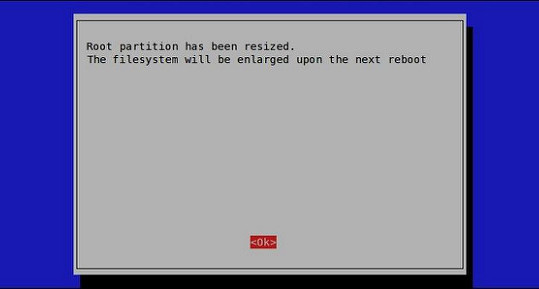 Root partition has been resized.
The filesystem will be enlarged upon the next reboot
<Ok>